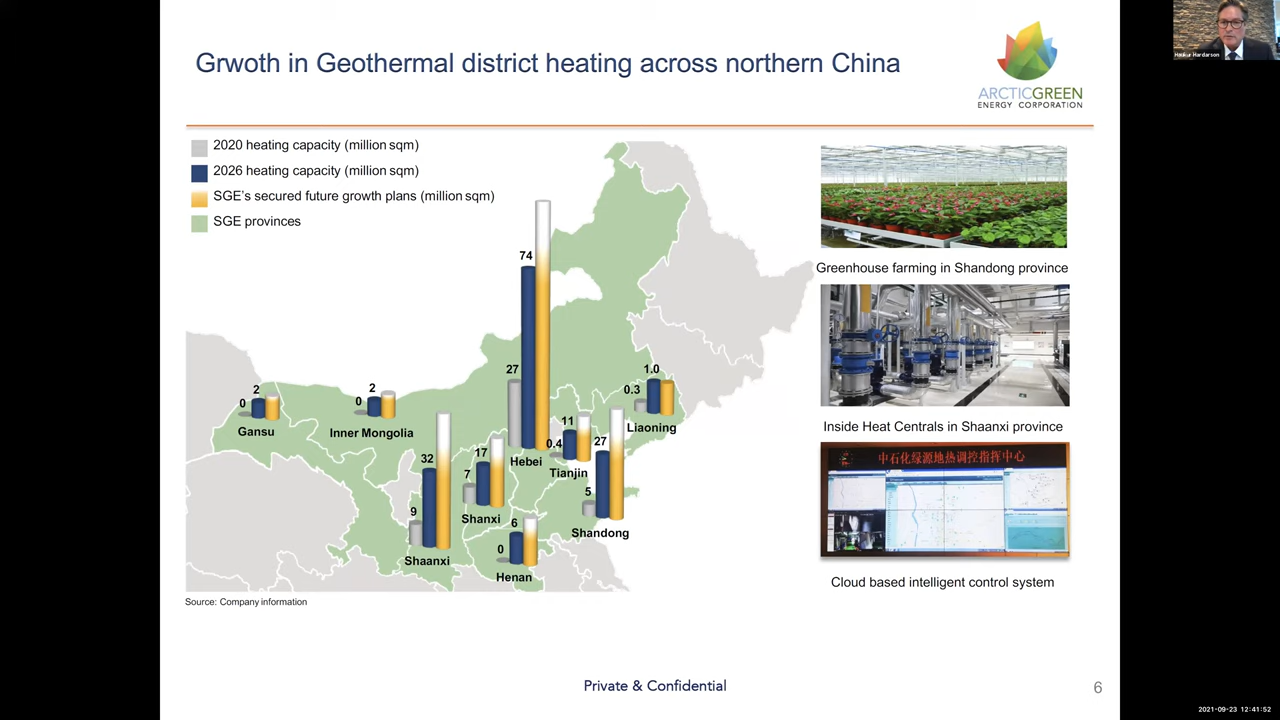 Grwoth in Geothermal district heating across northern China
ARCTICGREEN
ENERGY CORPORATION
Haukur Hardarson
2020 heating capacity (million sqm)
2026 heating capacity (million sqm)
SGE's secured future growth plans (million sqm)
SGE provinces
2
0
Gansu
2
0
Inner Mongolia
32
9
Shaanxi
17
7
Shanxi
74
27
Hebei
11
0.4
Tianjin
1.0
0.3
Liaoning
27
5
Shandong
6
0
Henan
Greenhouse farming in Shandong province
Inside Heat Centrals in Shaanxi province
中石化绿源地热调控指挥中心
Cloud based intelligent control system
Source: Company information
Private & Confidential
6
2021-09-23 12:41:52